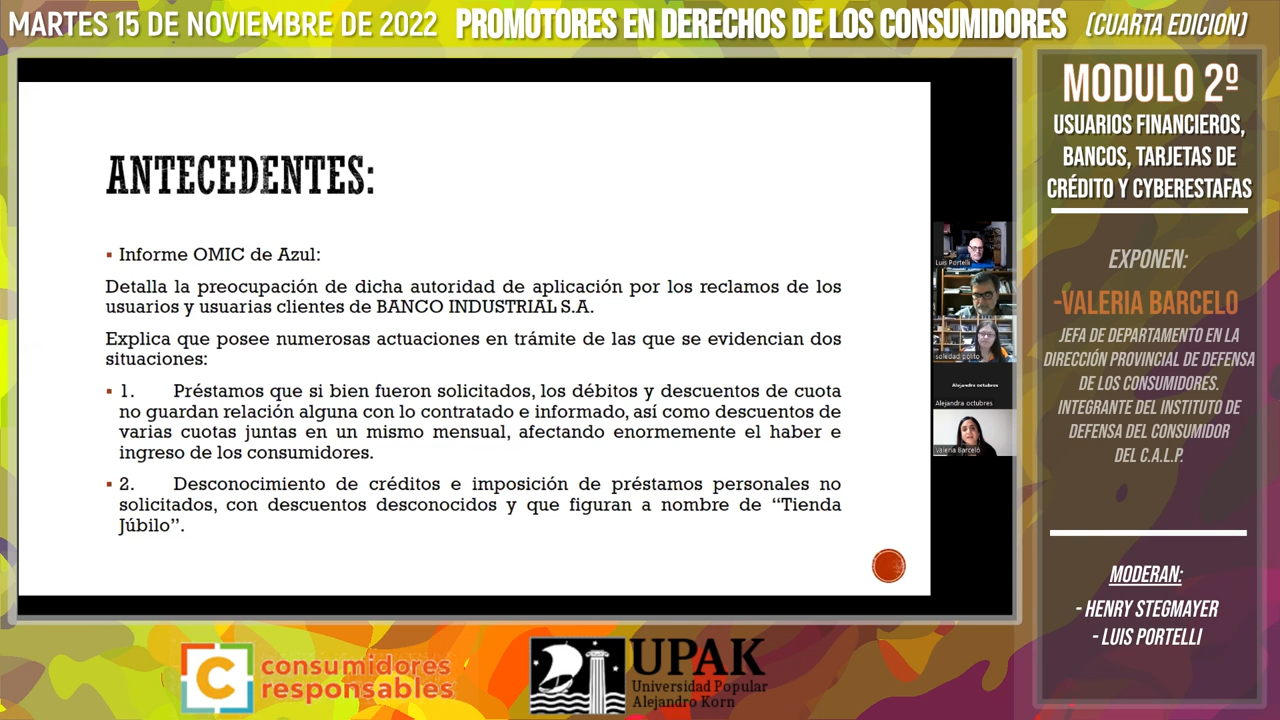 MARTES 15 DE NOVIEMBRE DE 2022 PROMOTORES EN DERECHOS DE LOS CONSUMIDORES (CUARTA EDICION)
ANTECEDENTES:
▪ Informe OMIC de Azul:
Detalla la preocupación de dicha autoridad de aplicación por los reclamos de los
usuarios y usuarias clientes de BANCO INDUSTRIAL S.A.
Explica que posee numerosas actuaciones en trámite de las que se evidencian dos
situaciones:
▪ 1. Préstamos que si bien fueron solicitados, los débitos y descuentos de cuota
no guardan relación alguna con lo contratado e informado, así como descuentos de
varias cuotas juntas en un mismo mensual, afectando enormemente el haber e
ingreso de los consumidores.
▪ 2. Desconocimiento de créditos e imposición de préstamos personales no
solicitados, con descuentos desconocidos y que figuran a nombre de “Tienda
Júbilo”.
Luis Portelli
soledad polito
Alejandra octubres
Alejandra octubres
Valeria Barceló
MODULO 2º
USUARIOS FINANCIEROS,
BANCOS, TARJETAS DE
CRÉDITO Y CYBERESTAFAS
EXPONEN:
-VALERIA BARCELO
JEFA DE DEPARTAMENTO EN LA
DIRECCIÓN PROVINCIAL DE DEFENSA
DE LOS CONSUMIDORES.
INTEGRANTE DEL INSTITUTO DE
DEFENSA DEL CONSUMIDOR
DEL C.A.L.P.
MODERAN:
- HENRY STEGMAYER
- LUIS PORTELLI
C consumidores
responsables
UPAK
Universidad Popular
Alejandro Korn